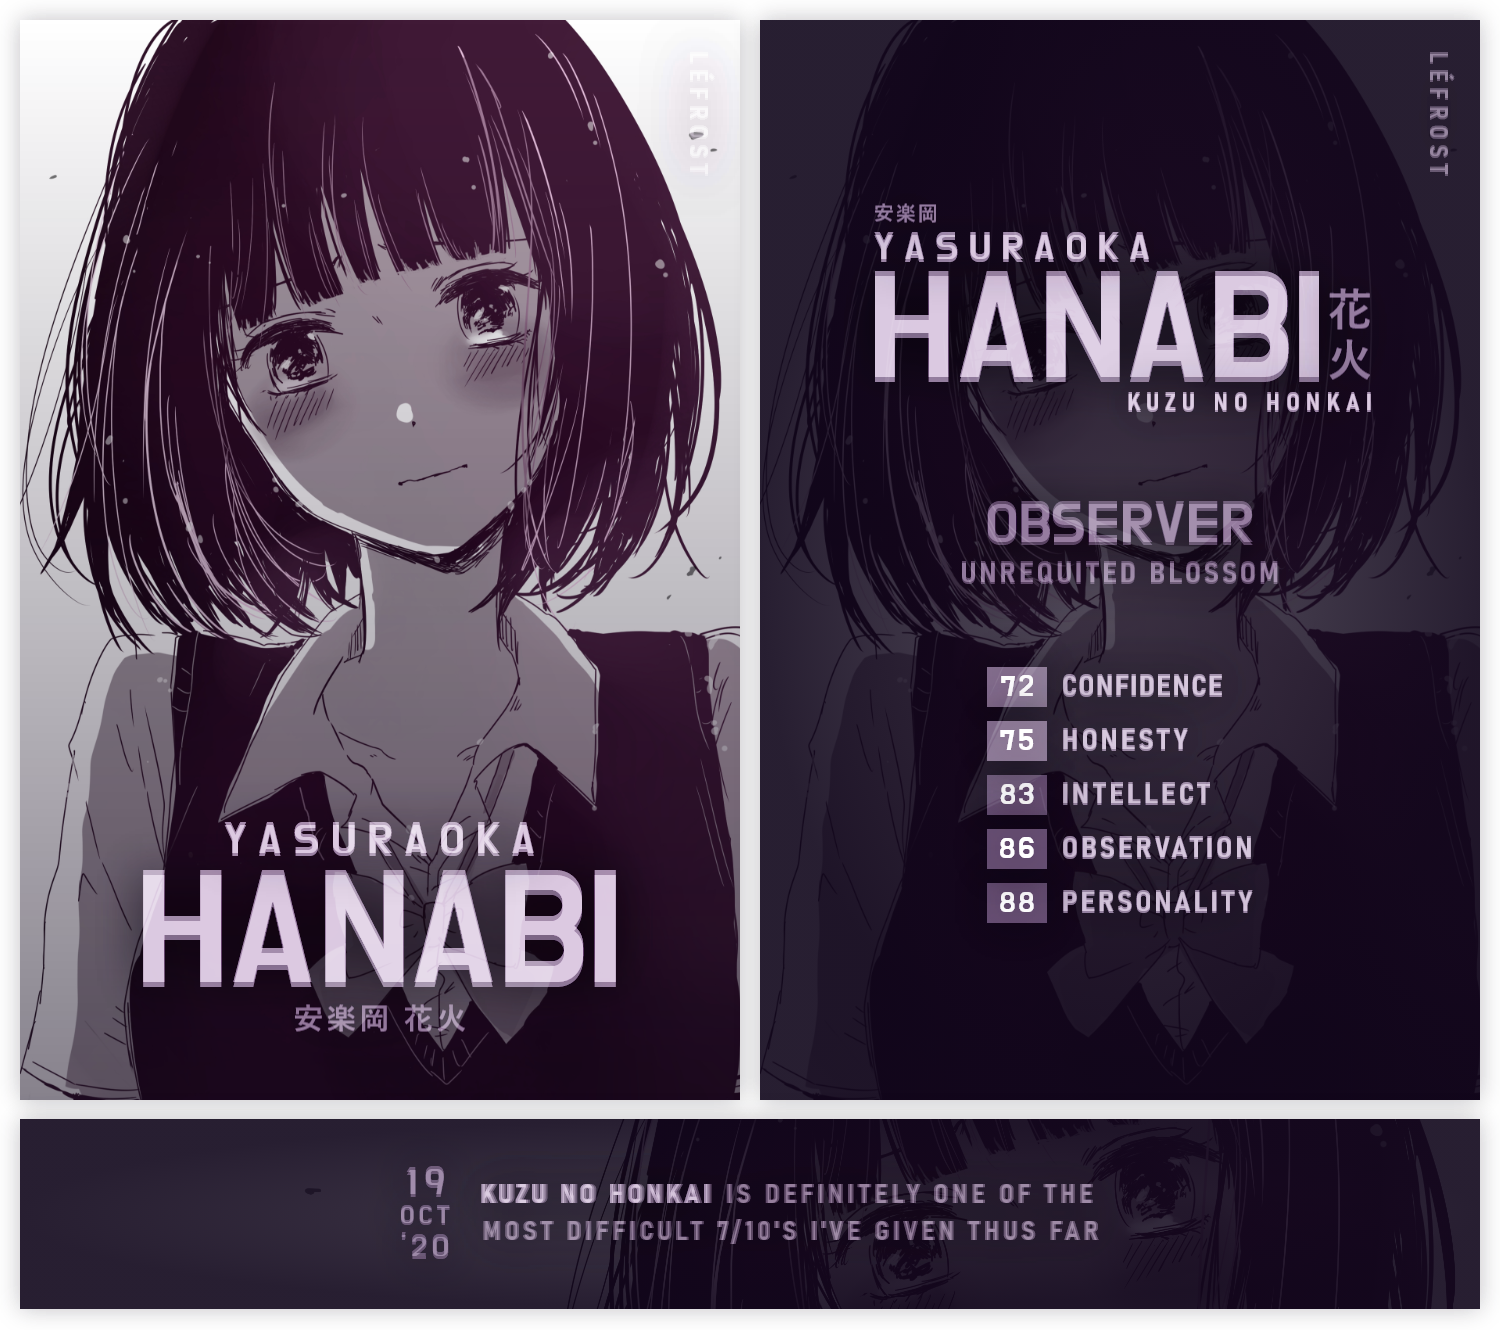 LÉFROST
YASURAOKA
HANABI
安楽岡 花火
LÉFROST
安楽岡
YASURAOKA
HANABI
花火
KUZU NO HONKAI
OBSERVER
UNREQUITED BLOSSOM
72 CONFIDENCE
75 HONESTY
83 INTELLECT
86 OBSERVATION
88 PERSONALITY
19
OCT
'20
KUZU NO HONKAI IS DEFINITELY ONE OF THE
MOST DIFFICULT 7/10'S I'VE GIVEN THUS FAR